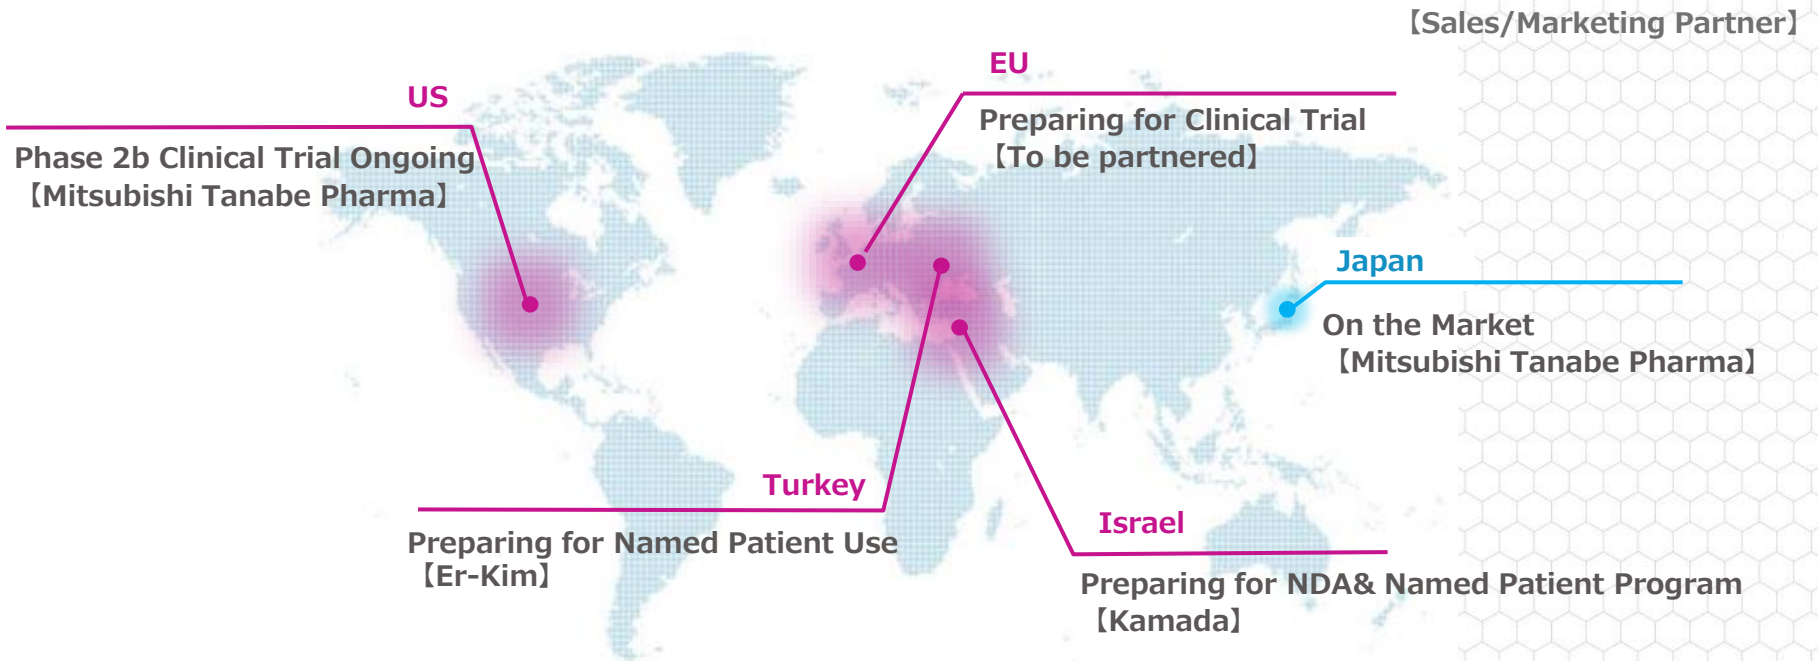 【Sales/Marketing Partner】
US
Phase 2b Clinical Trial Ongoing
【Mitsubishi Tanabe Pharma】
EU
Preparing for Clinical Trial
【To be partnered】
Japan
On the Market
【Mitsubishi Tanabe Pharma】
Turkey
Preparing for Named Patient Use
【Er-Kim】
Israel
Preparing for NDA& Named Patient Program
【Kamada】